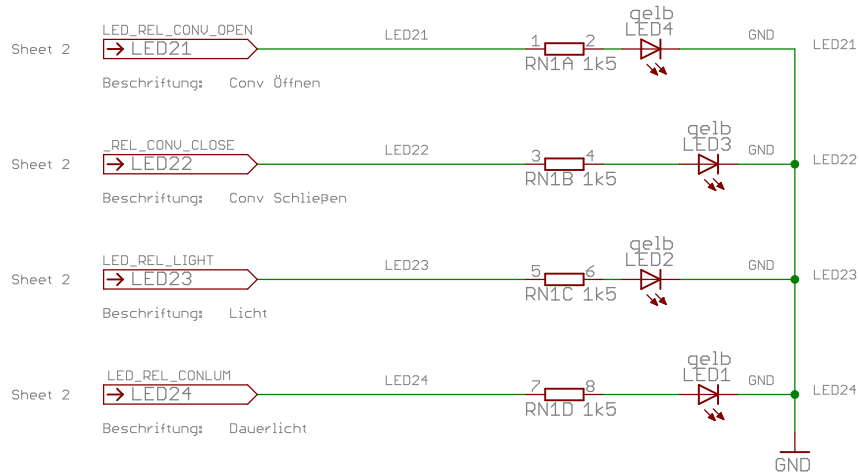 LED_REL_CONV_OPEN
Sheet 2 LED21 LED21 1 2 gelb LED4 GND LED21
RN1A 1k5
Beschriftung: Conv Öffnen
_REL_CONV_CLOSE
Sheet 2 LED22 LED22 3 4 gelb LED3 GND LED22
RN1B 1k5
Beschriftung: Conv Schließen
LED_REL_LIGHT
Sheet 2 LED23 LED23 5 6 gelb LED2 GND LED23
RN1C 1k5
Beschriftung: Licht
LED_REL_CONLUM
Sheet 2 LED24 LED24 7 8 gelb LED1 GND LED24
RN1D 1k5
Beschriftung: Dauerlicht
GND